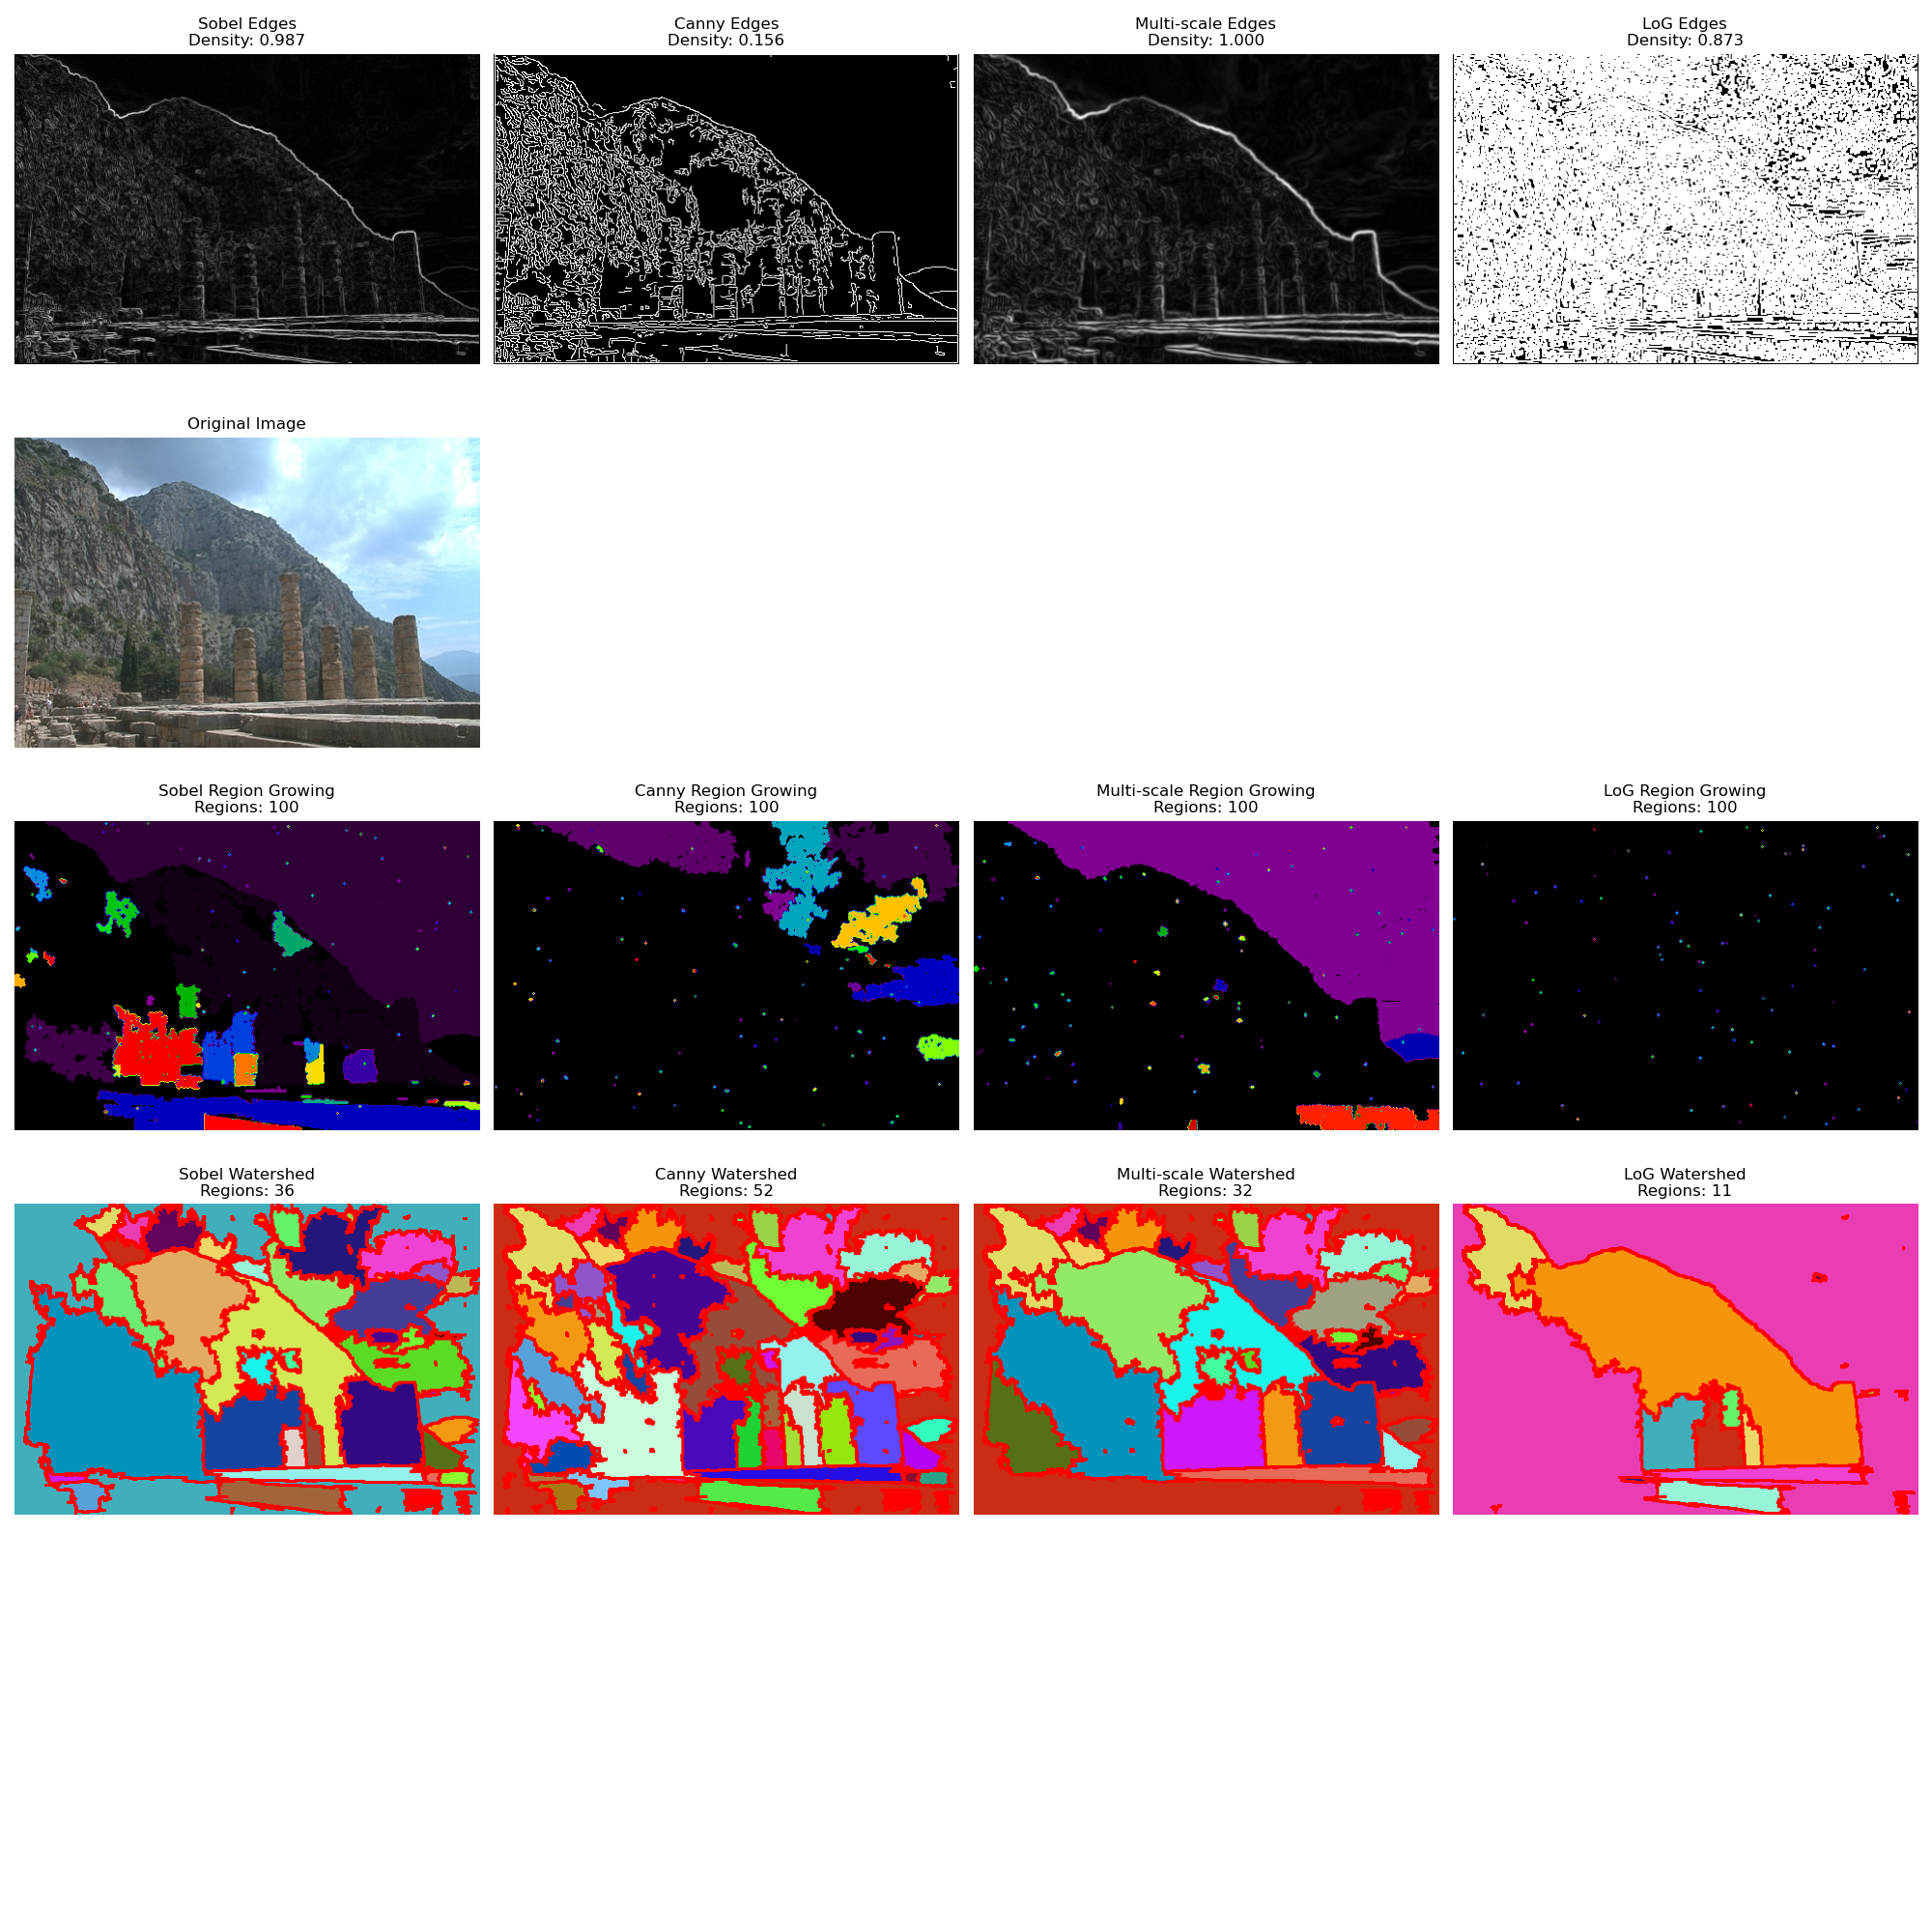 Sobel Edges
Density: 0.987
Canny Edges
Density: 0.156
Multi-scale Edges
Density: 1.000
LoG Edges
Density: 0.873
Original Image
Sobel Region Growing
Regions: 100
Canny Region Growing
Regions: 100
Multi-scale Region Growing
Regions: 100
LoG Region Growing
Regions: 100
Sobel Watershed
Regions: 36
Canny Watershed
Regions: 52
Multi-scale Watershed
Regions: 32
LoG Watershed
Regions: 11